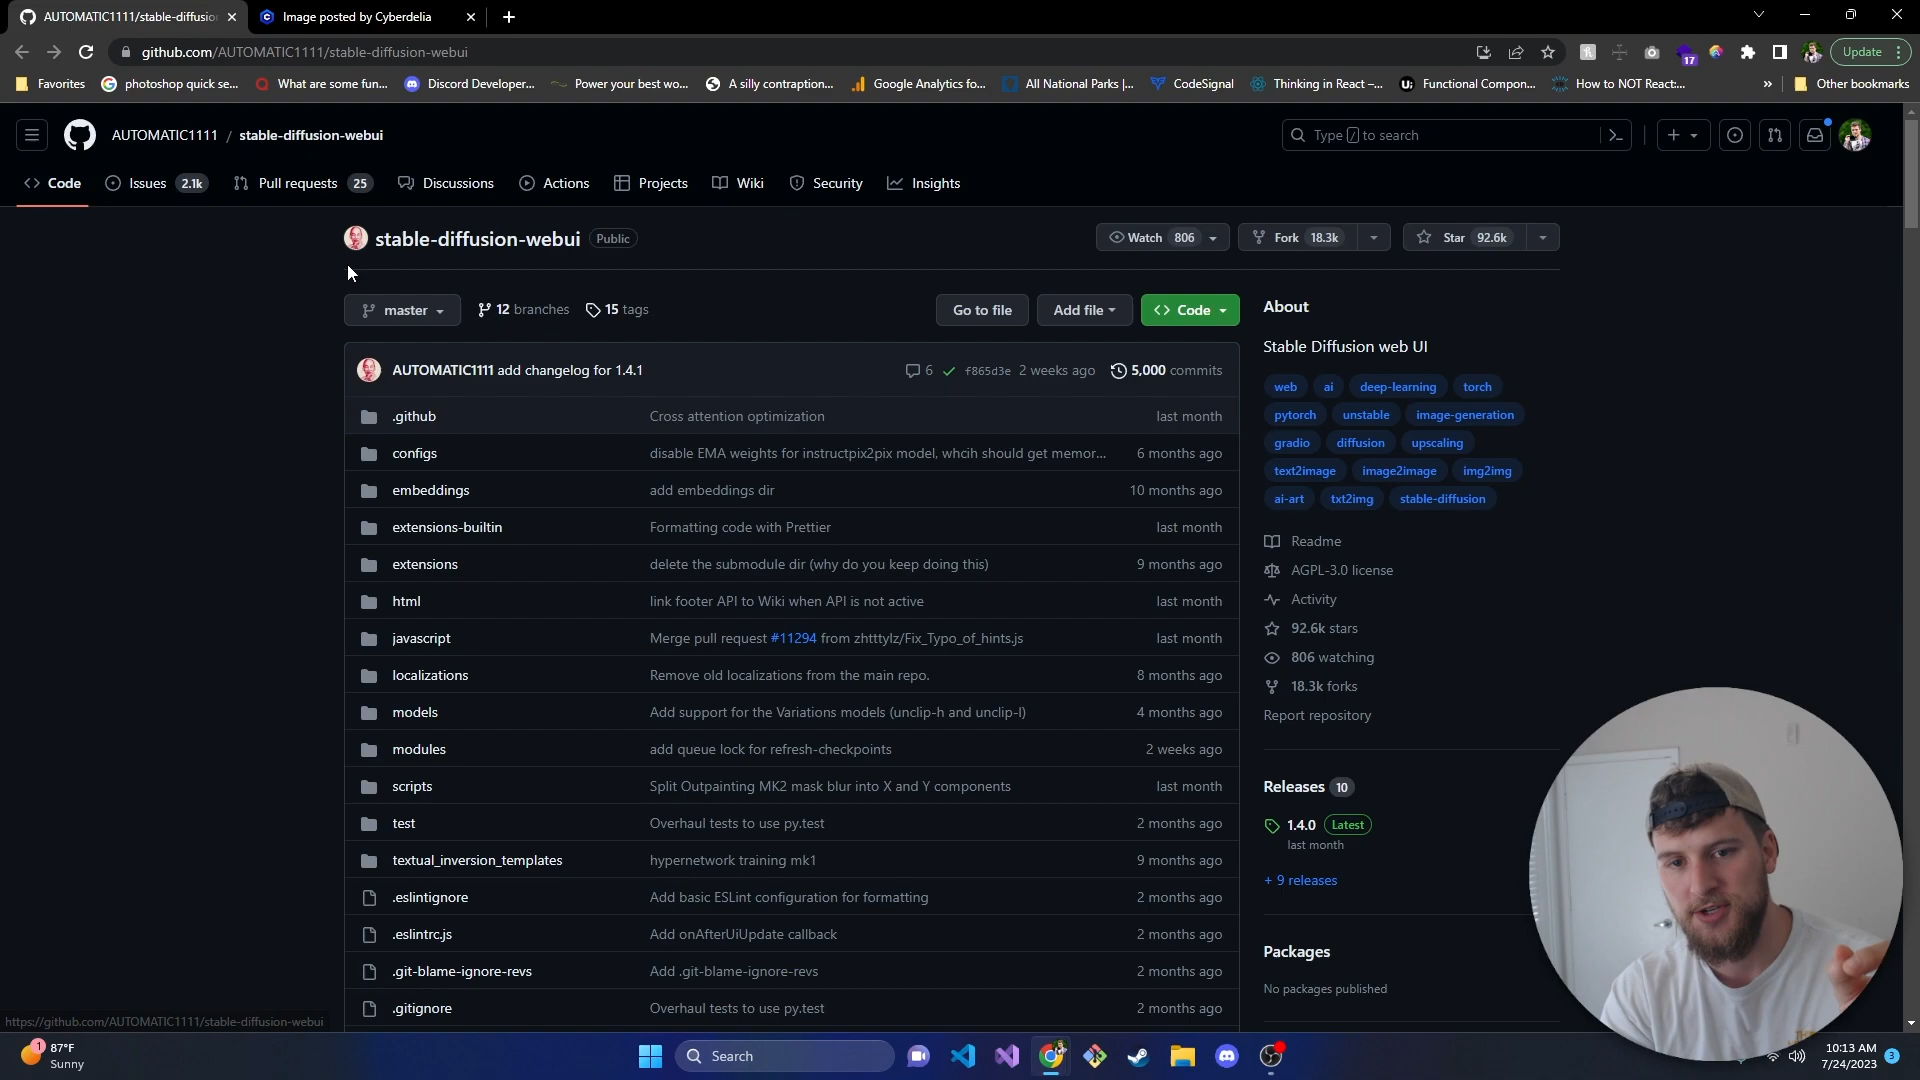 AUTOMATIC1111/stable-diffusion
Image posted by Cyberdelia
github.com/AUTOMATIC1111/stable-diffusion-webui
17
Update
Favorites
photoshop quick se...
What are some fun...
Discord Developer...
Power your best wo...
A silly contraption...
Google Analytics fo...
All National Parks |...
CodeSignal
Thinking in React –...
Functional Compon...
How to NOT React:...
»
Other bookmarks
AUTOMATIC1111 / stable-diffusion-webui
Type / to search
Code
Issues 2.1k
Pull requests 25
Discussions
Actions
Projects
Wiki
Security
Insights
stable-diffusion-webui Public
Watch 806
Fork 18.3k
Star 92.6k
master
12 branches
15 tags
Go to file
Add file
Code
About
Stable Diffusion web UI
AUTOMATIC1111 add changelog for 1.4.1
6
f865d3e 2 weeks ago
5,000 commits
web ai deep-learning torch
pytorch unstable image-generation
gradio diffusion upscaling
text2image image2image img2img
ai-art txt2img stable-diffusion
.github Cross attention optimization last month
configs disable EMA weights for instructpix2pix model, whcih should get memor... 6 months ago
embeddings add embeddings dir 10 months ago
extensions-builtin Formatting code with Prettier last month
extensions delete the submodule dir (why do you keep doing this) 9 months ago
html link footer API to Wiki when API is not active last month
javascript Merge pull request #11294 from zhtttylz/Fix_Typo_of_hints.js last month
localizations Remove old localizations from the main repo. 8 months ago
models Add support for the Variations models (unclip-h and unclip-l) 4 months ago
modules add queue lock for refresh-checkpoints 2 weeks ago
scripts Split Outpainting MK2 mask blur into X and Y components last month
test Overhaul tests to use py.test 2 months ago
textual_inversion_templates hypernetwork training mk1 9 months ago
.eslintignore Add basic ESLint configuration for formatting 2 months ago
.eslintrc.js Add onAfterUiUpdate callback 2 months ago
.git-blame-ignore-revs Add .git-blame-ignore-revs 2 months ago
.gitignore Overhaul tests to use py.test 2 months ago
Readme
AGPL-3.0 license
Activity
92.6k stars
806 watching
18.3k forks
Report repository
Releases 10
1.4.0 Latest
last month
+ 9 releases
Packages
No packages published
https://github.com/AUTOMATIC1111/stable-diffusion-webui
1
87°F
Sunny
Search
10:13 AM
7/24/2023
3